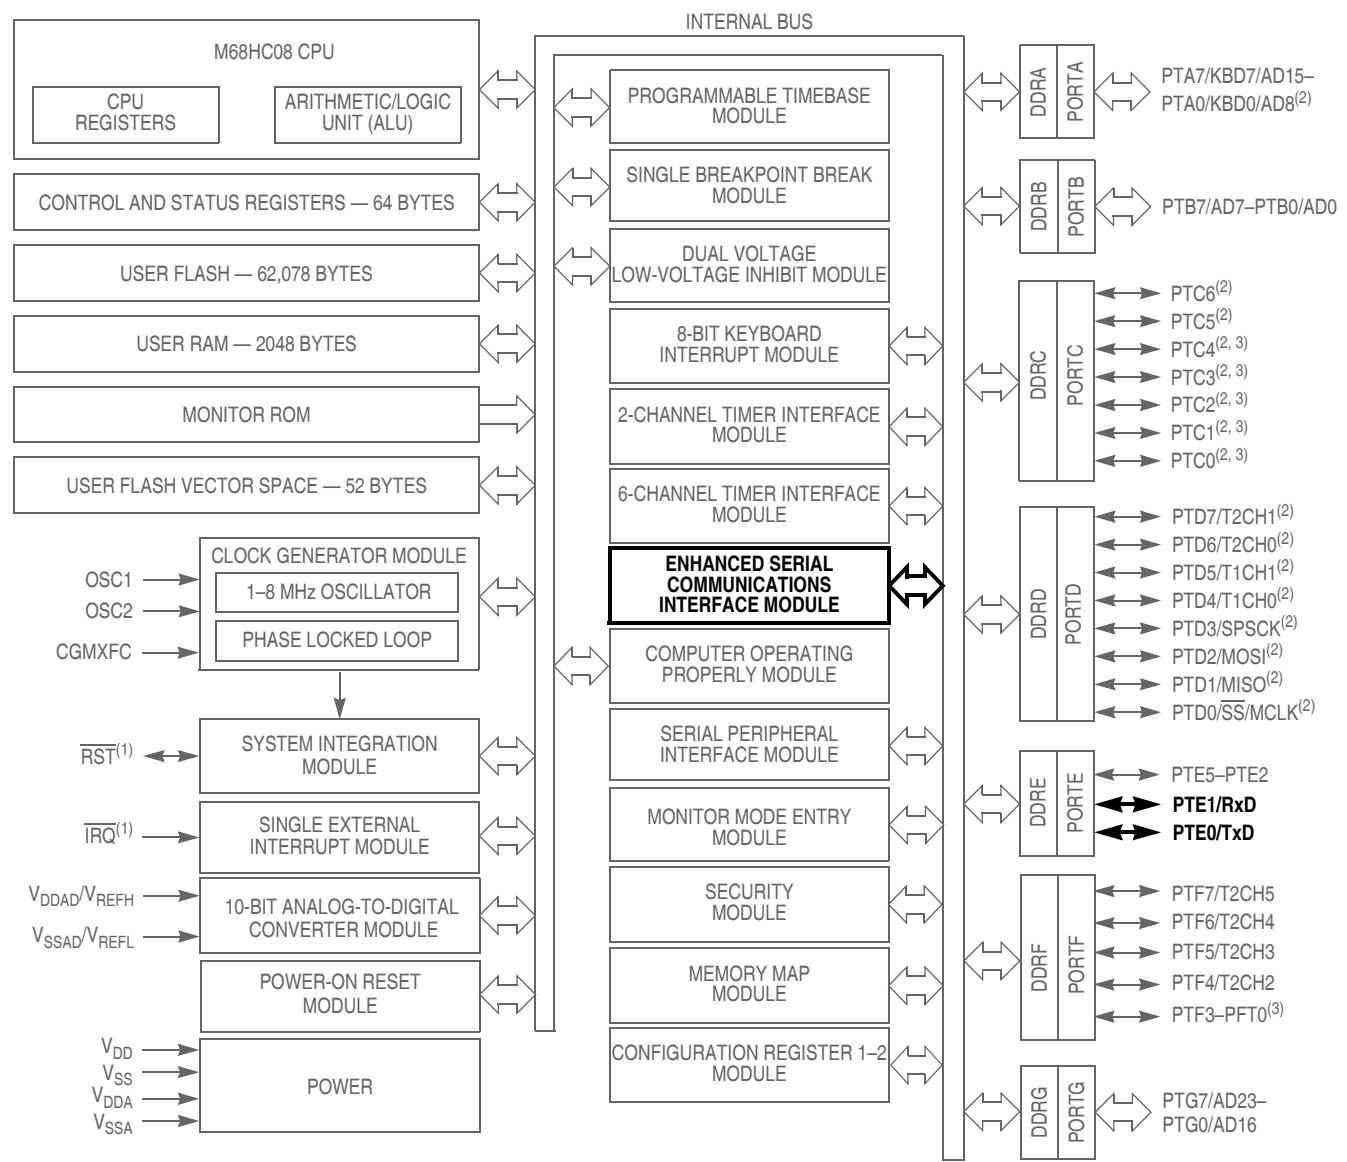 INTERNAL BUS
M68HC08 CPU
CPU
REGISTERS
ARITHMETIC/LOGIC
UNIT (ALU)
CONTROL AND STATUS REGISTERS — 64 BYTES
USER FLASH — 62,078 BYTES
USER RAM — 2048 BYTES
MONITOR ROM
USER FLASH VECTOR SPACE — 52 BYTES
CLOCK GENERATOR MODULE
1–8 MHz OSCILLATOR
PHASE LOCKED LOOP
OSC1
OSC2
CGMXFC
SYSTEM INTEGRATION
MODULE
RST(1)
SINGLE EXTERNAL
INTERRUPT MODULE
IRQ(1)
10-BIT ANALOG-TO-DIGITAL
CONVERTER MODULE
VDDAD/VREFH
VSSAD/VREFL
POWER-ON RESET
MODULE
POWER
VDD
VSS
VDDA
VSSA
PROGRAMMABLE TIMEBASE
MODULE
SINGLE BREAKPOINT BREAK
MODULE
DUAL VOLTAGE
LOW-VOLTAGE INHIBIT MODULE
8-BIT KEYBOARD
INTERRUPT MODULE
2-CHANNEL TIMER INTERFACE
MODULE
6-CHANNEL TIMER INTERFACE
MODULE
ENHANCED SERIAL
COMMUNICATIONS
INTERFACE MODULE
COMPUTER OPERATING
PROPERLY MODULE
SERIAL PERIPHERAL
INTERFACE MODULE
MONITOR MODE ENTRY
MODULE
SECURITY
MODULE
MEMORY MAP
MODULE
CONFIGURATION REGISTER 1–2
MODULE
DDRA
PORTA
PTA7/KBD7/AD15–
PTA0/KBD0/AD8(2)
DDRB
PORTB
PTB7/AD7–PTB0/AD0
DDRC
PORTC
PTC6(2)
PTC5(2)
PTC4(2, 3)
PTC3(2, 3)
PTC2(2, 3)
PTC1(2, 3)
PTC0(2, 3)
DDRD
PORTD
PTD7/T2CH1(2)
PTD6/T2CH0(2)
PTD5/T1CH1(2)
PTD4/T1CH0(2)
PTD3/SPSCK(2)
PTD2/MOSI(2)
PTD1/MISO(2)
PTD0/SS/MCLK(2)
DDRE
PORTE
PTE5–PTE2
PTE1/RxD
PTE0/TxD
DDRF
PORTF
PTF7/T2CH5
PTF6/T2CH4
PTF5/T2CH3
PTF4/T2CH2
PTF3–PFT0(3)
DDRG
PORTG
PTG7/AD23–
PTG0/AD16